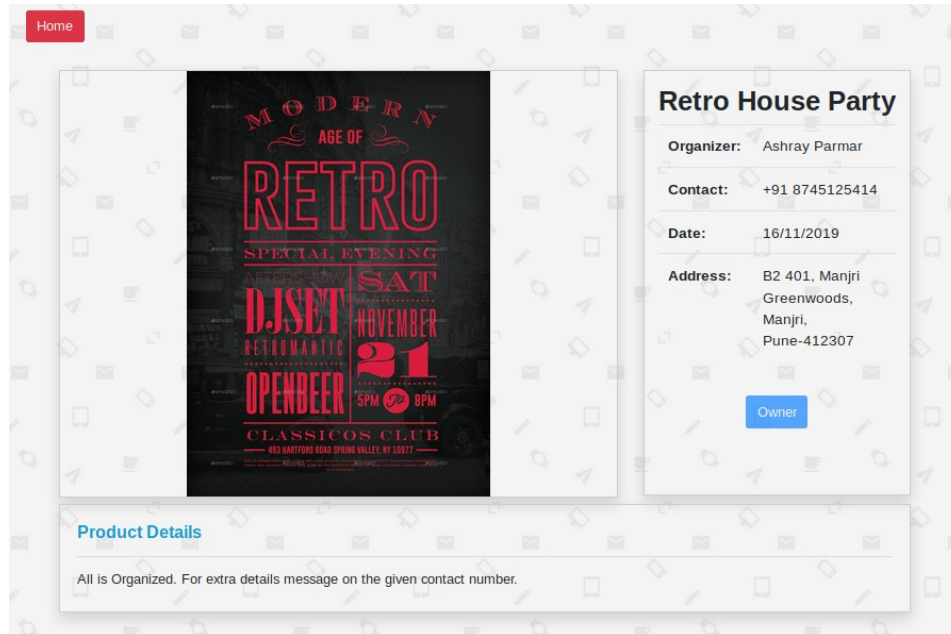 Home
MODERN
AGE OF
RETRO
SPECIAL EVENING
AFTERSHOW
DJSET
RETROMANTIC
OPENBEER
SAT
NOVEMBER
21
5PM To 8PM
CLASSICOS CLUB
493 HARTFORD ROAD SPRING VALLEY, NY 10977
Retro House Party
Organizer: Ashray Parmar
Contact: +91 8745125414
Date: 16/11/2019
Address: B2 401, Manjri
Greenwoods,
Manjri,
Pune-412307
Owner
Product Details
All is Organized. For extra details message on the given contact number.